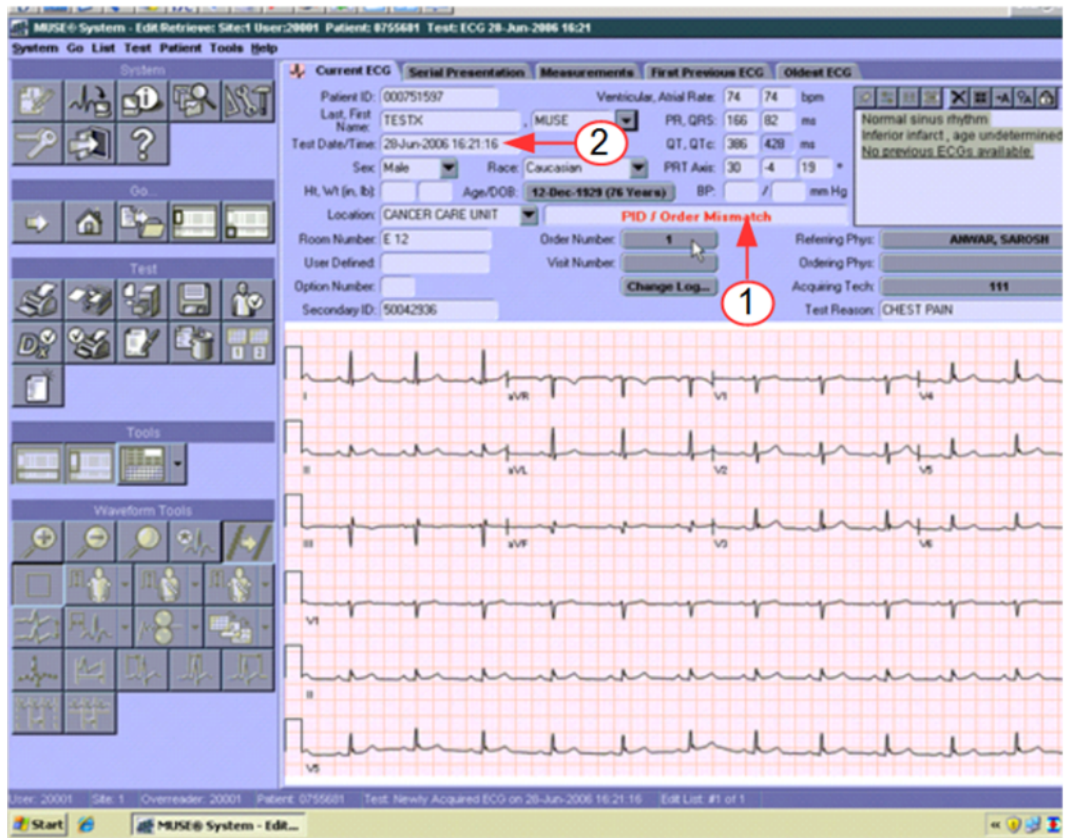 MUSE® System - Edit/Retrieve: Site:1 User:20001 Patient: 0755681 Test: ECG 28-Jun-2006 16:21
System Go List Test Patient Tools Help
System
Go...
Test
Tools
Waveform Tools
Current ECG Serial Presentation Measurements First Previous ECG Oldest ECG
Patient ID: 000751597 Ventricular, Atrial Rate: 74 74 bpm
Last, First Name: TESTX , MUSE PR, QRS: 166 82 ms
Test Date/Time: 28-Jun-2006 16:21:16 2 QT, QTc: 386 428 ms
Sex: Male Race: Caucasian PRT Axis: 30 -4 19 °
Ht, Wt (in, lb): Age/DOB: 12-Dec-1929 (76 Years) BP: / mm Hg
Normal sinus rhythm
Inferior infarct , age undetermined
No previous ECGs available
Location: CANCER CARE UNIT PID / Order Mismatch
Room Number: E 12 Order Number: 1 Referring Phys: ANWAR, SAROSH
User Defined: Visit Number: Ordering Phys:
Option Number: Change Log... 1 Acquiring Tech: 111
Secondary ID: 50042936 Test Reason: CHEST PAIN
I aVR V1 V4
II aVL V2 V5
III aVF V3 V6
V1
II
V5
User: 20001 Site: 1 Overreader: 20001 Patient: 0755681 Test: Newly Acquired ECG on 28-Jun-2006 16:21:16 Edit List: #1 of 1
Start MUSE® System - Edit...